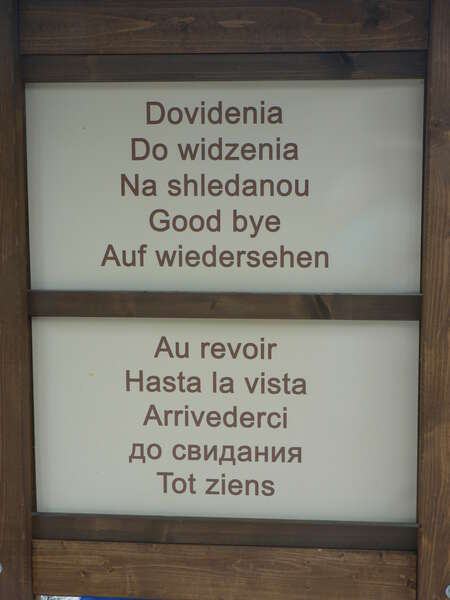 Dovidenia
Do widzenia
Na shledanou
Good bye
Auf wiedersehen
Au revoir
Hasta la vista
Arrivederci
до свидания
Tot ziens